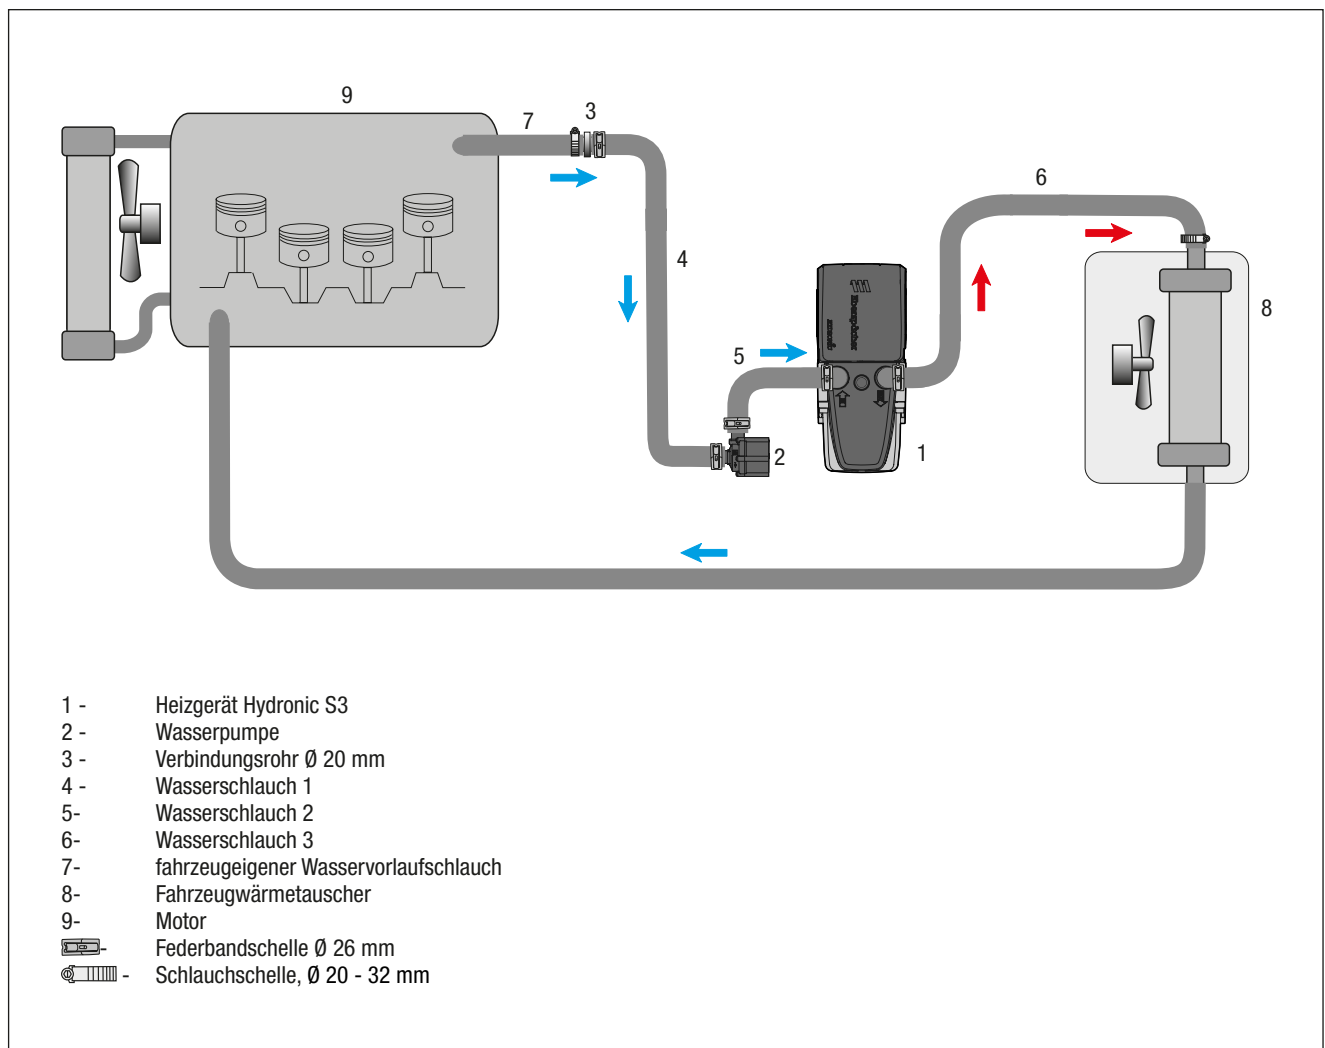 9
7
3
6
4
8
5
Eberspächer
2
1
1 - Heizgerät Hydronic S3
2 - Wasserpumpe
3 - Verbindungsrohr Ø 20 mm
4 - Wasserschlauch 1
5- Wasserschlauch 2
6- Wasserschlauch 3
7- fahrzeugeigener Wasservorlaufschlauch
8- Fahrzeugwärmetauscher
9- Motor
- Federbandschelle Ø 26 mm
- Schlauchschelle, Ø 20 - 32 mm